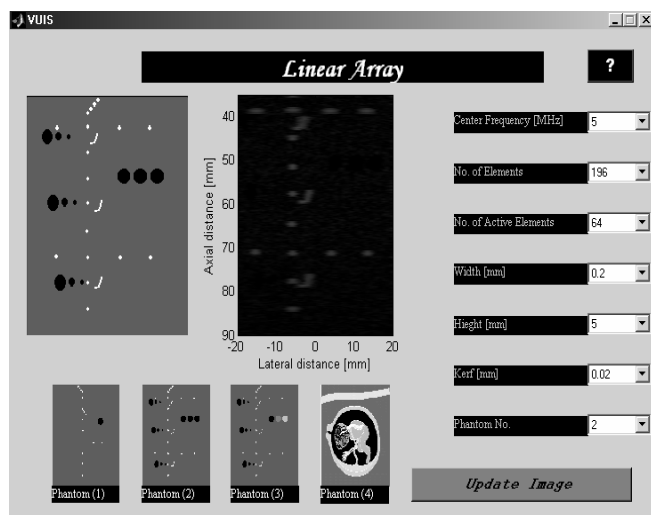 VUIS
Linear Array
?
Center Frequency [MHz] 5
No. of Elements 196
No. of Active Elements 64
Width [mm] 0.2
Hieght [mm] 5
Kerf [mm] 0.02
Phantom No. 2
Axial distance [mm]
40
50
60
70
80
90
-20 -10 0 10 20
Lateral distance [mm]
Phantom (1) Phantom (2) Phantom (3) Phantom (4)
Update Image